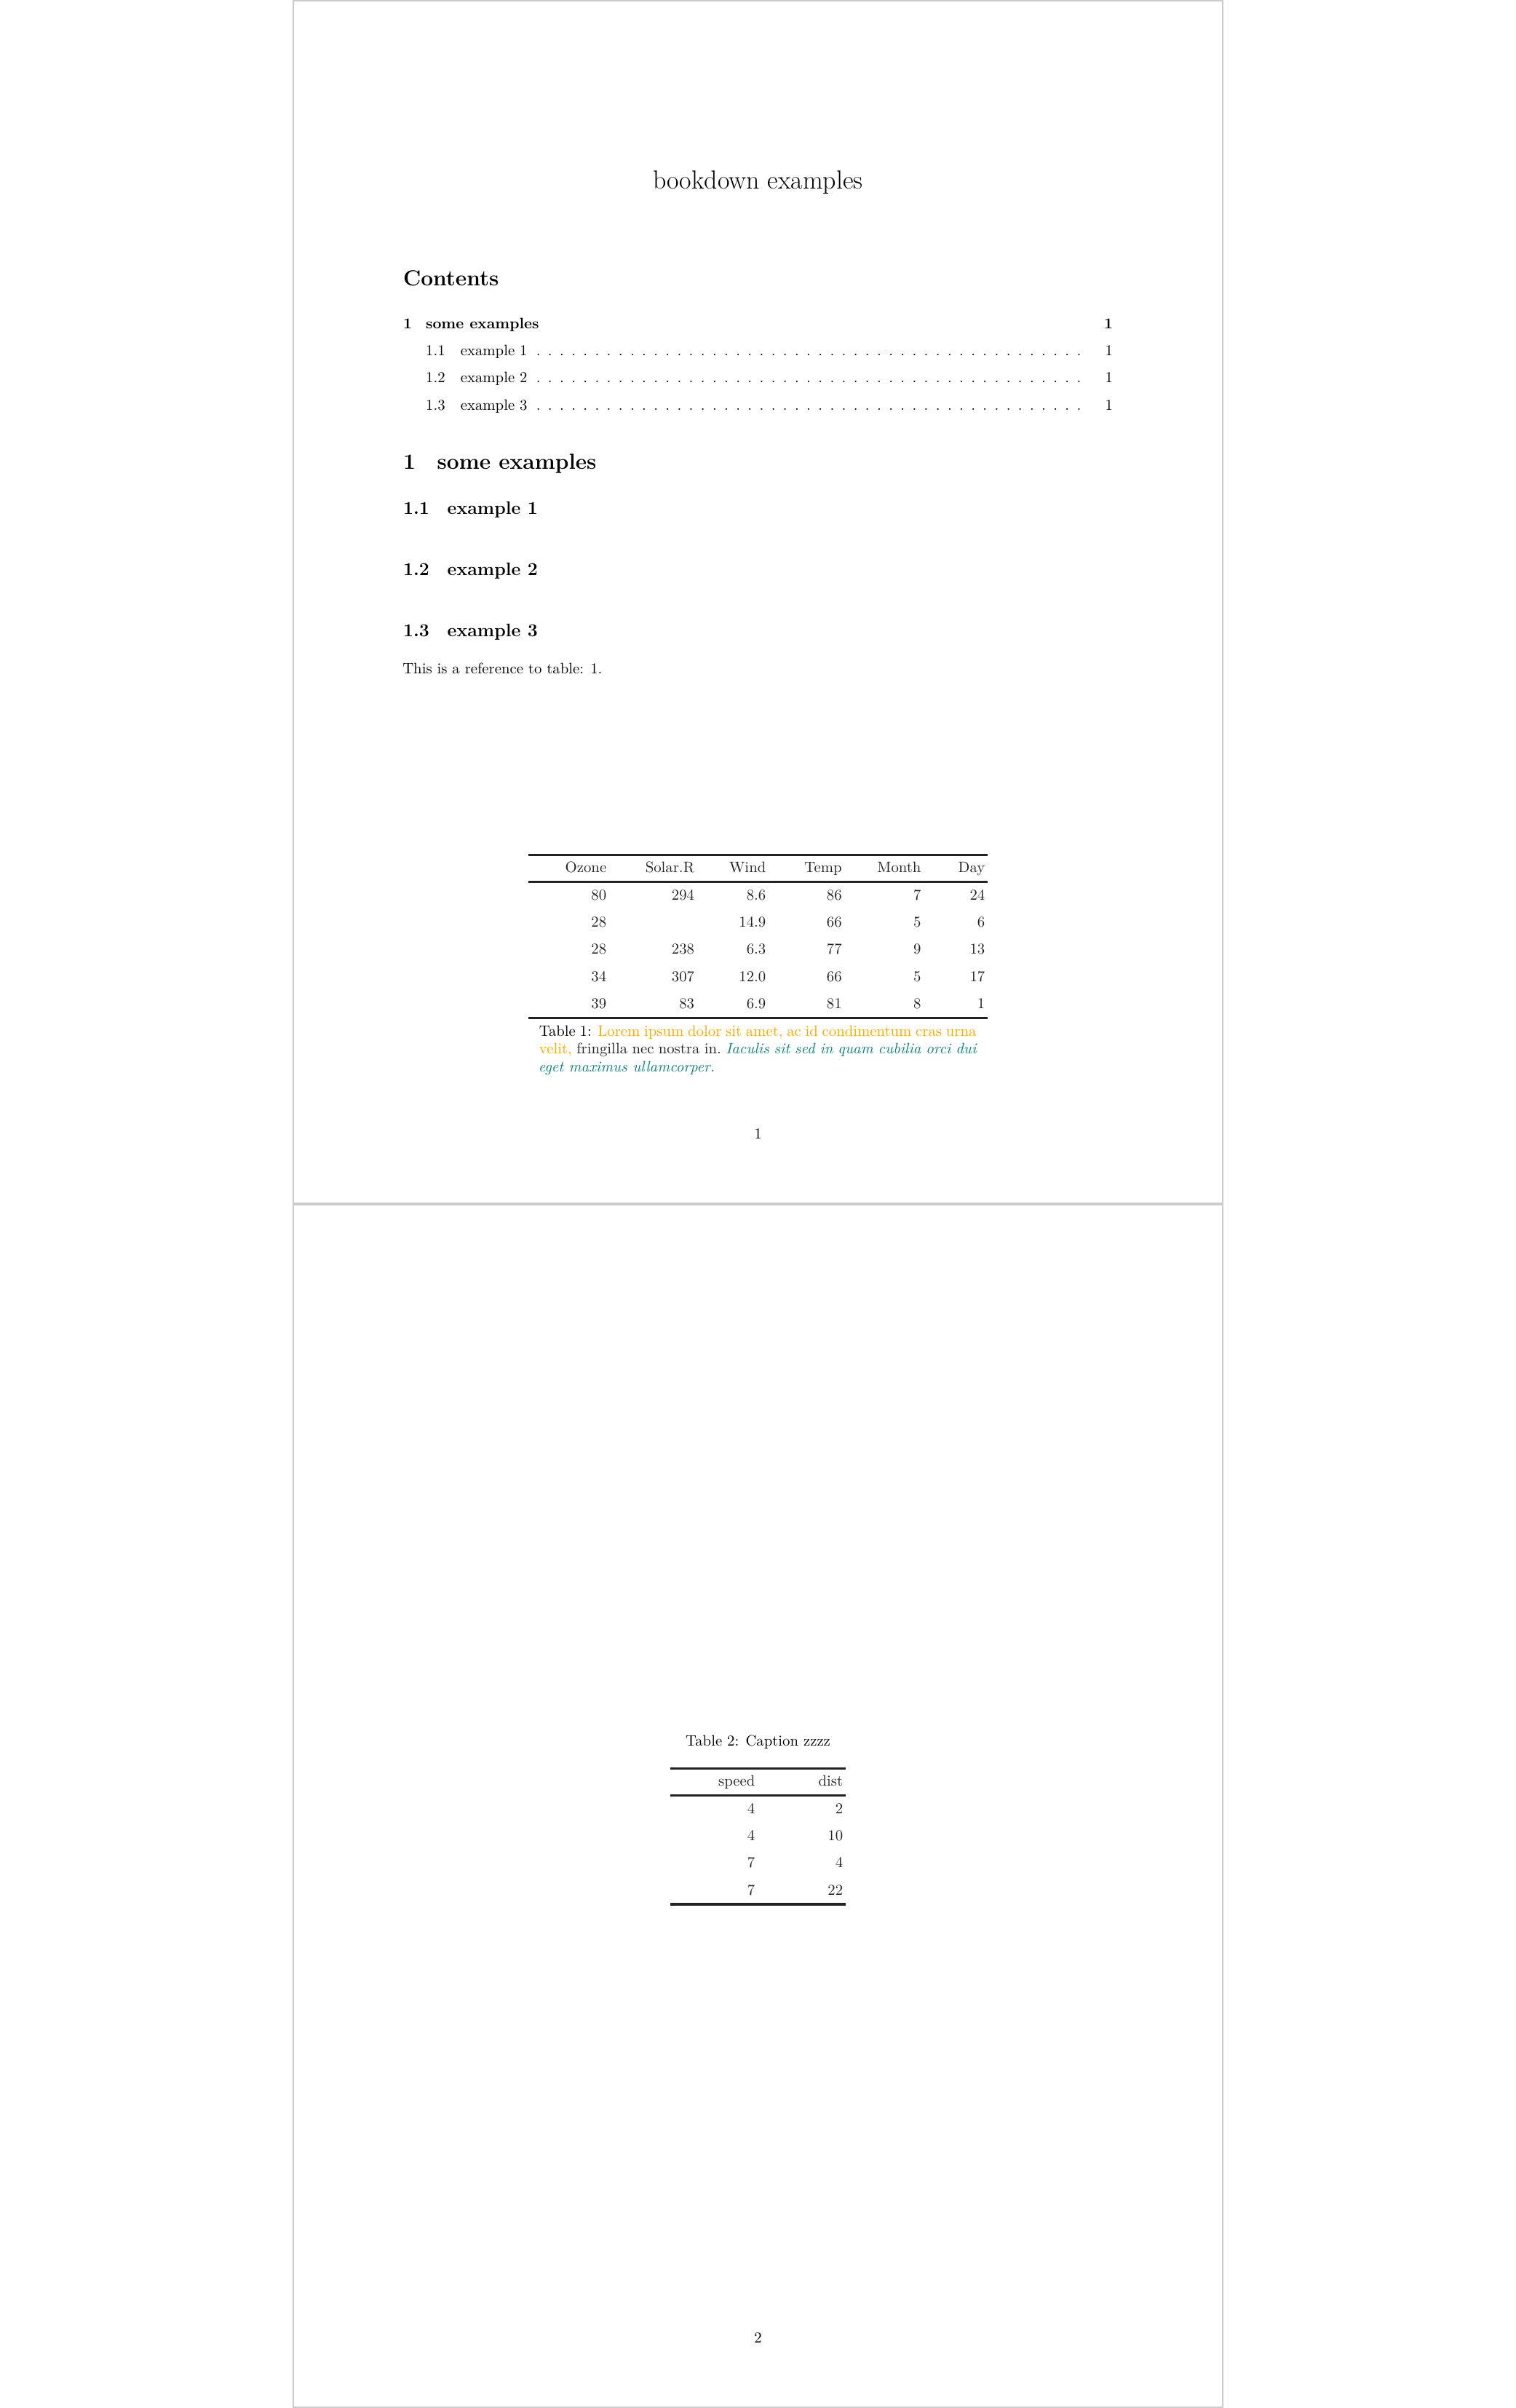 bookdown examples
Contents
1 some examples 1
1.1 example 1 . . . . . . . . . . . . . . . . . . . . . . . . . . . . . . . . . . . . . . . . . . . . . . . 1
1.2 example 2 . . . . . . . . . . . . . . . . . . . . . . . . . . . . . . . . . . . . . . . . . . . . . . . 1
1.3 example 3 . . . . . . . . . . . . . . . . . . . . . . . . . . . . . . . . . . . . . . . . . . . . . . . 1
1 some examples
1.1 example 1
1.2 example 2
1.3 example 3
This is a reference to table: 1.
Ozone Solar.R Wind Temp Month Day
80 294 8.6 86 7 24
28 14.9 66 5 6
28 238 6.3 77 9 13
34 307 12.0 66 5 17
39 83 6.9 81 8 1
Table 1: Lorem ipsum dolor sit amet, ac id condimentum cras urna
velit, fringilla nec nostra in. Iaculis sit sed in quam cubilia orci dui
eget maximus ullamcorper.
1
Table 2: Caption zzzz
speed dist
4 2
4 10
7 4
7 22
2